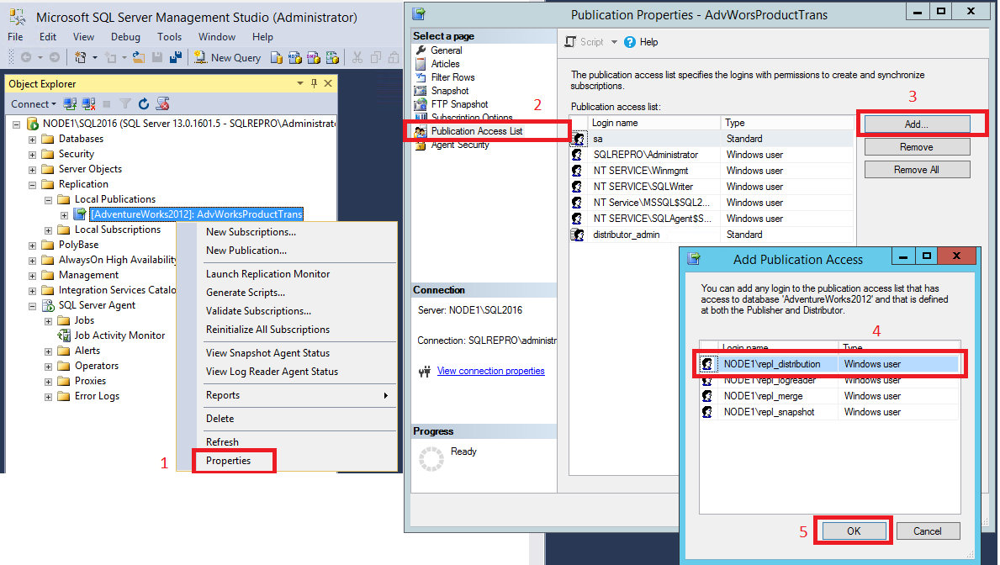 Microsoft SQL Server Management Studio (Administrator)
File Edit View Debug Tools Window Help
New Query
Object Explorer
Connect
NODE1\SQL2016 (SQL Server 13.0.1601.5 - SQLREPRO\Administrato
Databases
Security
Server Objects
Replication
Local Publications
[AdventureWorks2012]: AdvWorksProductTrans
Local Subscriptions
PolyBase
AlwaysOn High Availability
Management
Integration Services Catalo
SQL Server Agent
Jobs
Job Activity Monitor
Alerts
Operators
Proxies
Error Logs
New Subscriptions...
New Publication...
Launch Replication Monitor
Generate Scripts...
Validate Subscriptions...
Reinitialize All Subscriptions
View Snapshot Agent Status
View Log Reader Agent Status
Reports
Delete
Refresh
1
Properties
Publication Properties - AdvWorsProductTrans
Select a page
General
Articles
Filter Rows
Snapshot
FTP Snapshot
Subscription Options
2
Publication Access List
Agent Security
Connection
Server: NODE1\SQL2016
Connection: SQLREPRO\administr
View connection properties
Progress
Ready
Script Help
The publication access list specifies the logins with permissions to create and synchronize
subscriptions.
Publication access list:
Login name Type
sa Standard
SQLREPRO\Administrator Windows user
NT SERVICE\Winmgmt Windows user
NT SERVICE\SQLWriter Windows user
NT Service\MSSQL$SQL2... Windows user
NT SERVICE\SQLAgent$S... Windows user
distributor_admin Standard
3
Add...
Remove
Remove All
Add Publication Access
You can add any login to the publication access list that has
access to database 'AdventureWorks2012' and that is defined
at both the Publisher and Distributor.
4
Login name Type
NODE1\repl_distribution Windows user
NODE1\repl_logreader Windows user
NODE1\repl_merge Windows user
NODE1\repl_snapshot Windows user
5
OK Cancel